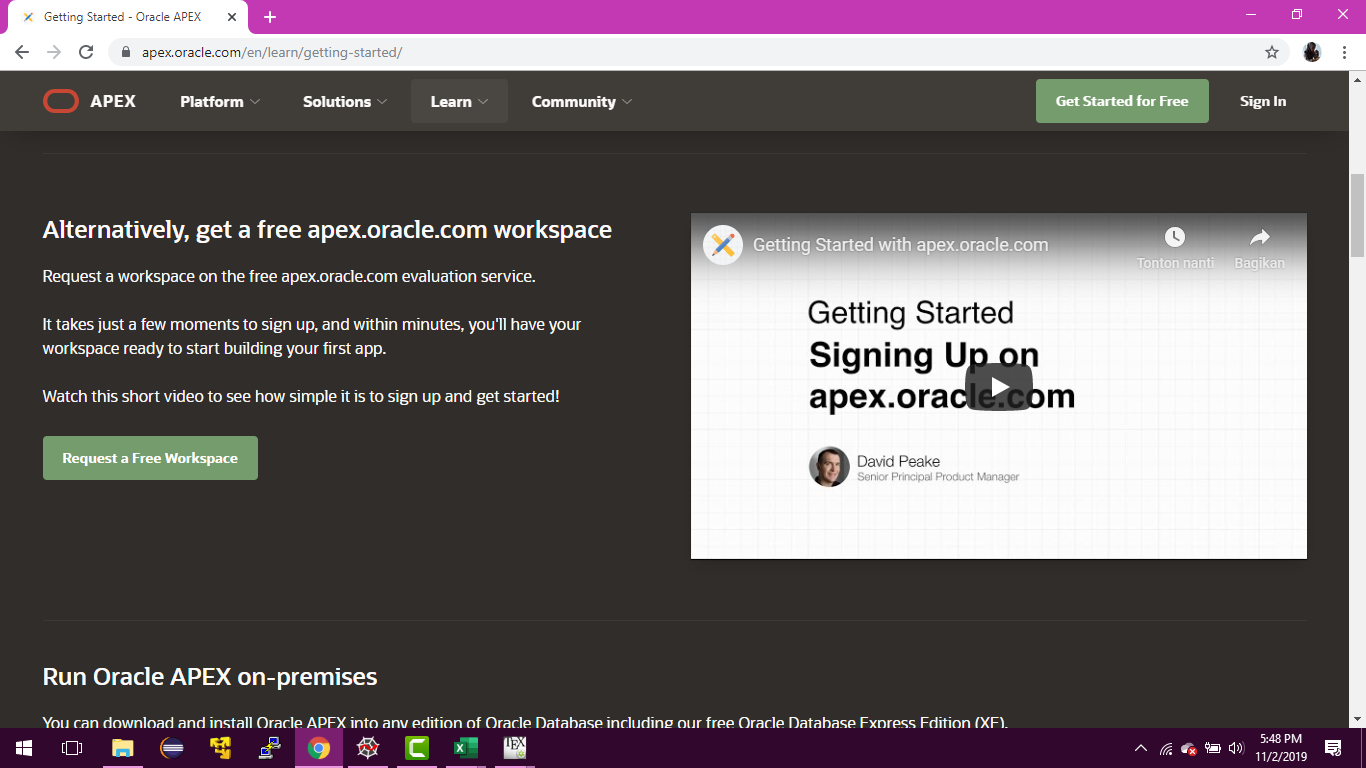 Getting Started - Oracle APEX
apex.oracle.com/en/learn/getting-started/
APEX Platform Solutions Learn Community Get Started for Free Sign In
Alternatively, get a free apex.oracle.com workspace
Request a workspace on the free apex.oracle.com evaluation service.
It takes just a few moments to sign up, and within minutes, you'll have your
workspace ready to start building your first app.
Watch this short video to see how simple it is to sign up and get started!
Request a Free Workspace
Getting Started with apex.oracle.com
Tonton nanti Bagikan
Getting Started
Signing Up on
apex.oracle.com
David Peake
Senior Principal Product Manager
Run Oracle APEX on-premises
You can download and install Oracle APEX into any edition of Oracle Database including our free Oracle Database Express Edition (XE).
TEX
5:48 PM
11/2/2019